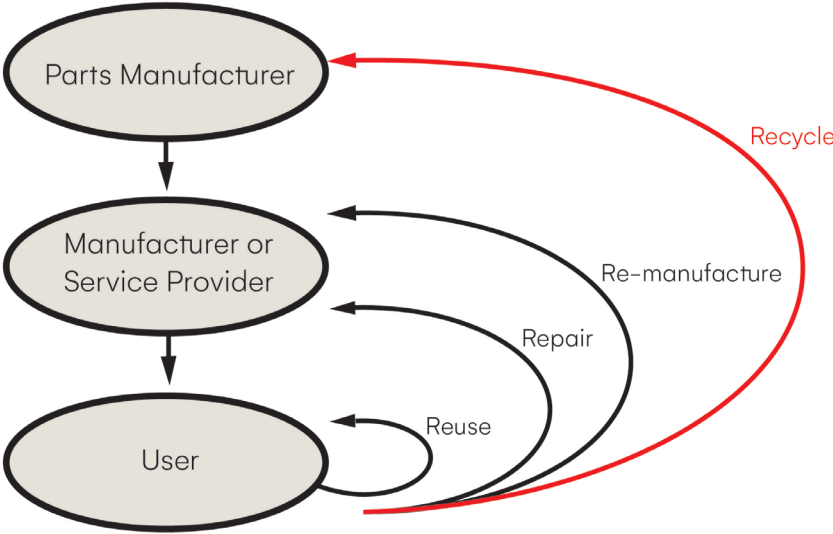 Parts Manufacturer
Recycle
Manufacturer or
Service Provider
Re-manufacture
Repair
Reuse
User